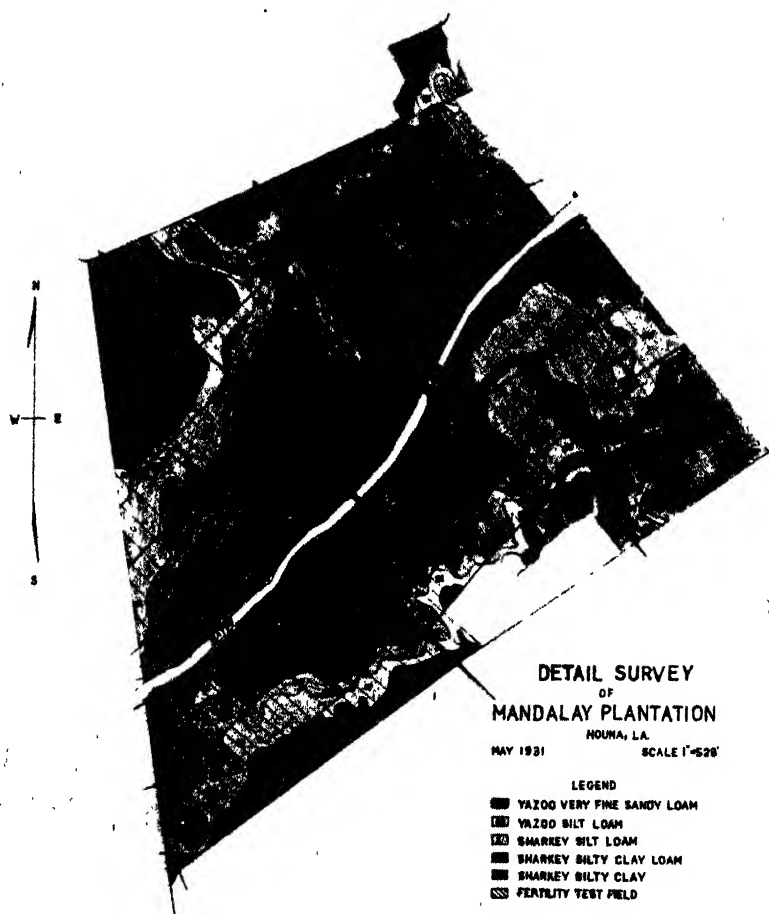 N
W E
S
DETAIL SURVEY
OF
MANDALAY PLANTATION
HOUMA, LA.
MAY 1931 SCALE 1"=528'
LEGEND
YAZOO VERY FINE SANDY LOAM
YAZOO SILT LOAM
SHARKEY SILT LOAM
SHARKEY SILTY CLAY LOAM
SHARKEY SILTY CLAY
FERTILITY TEST FIELD